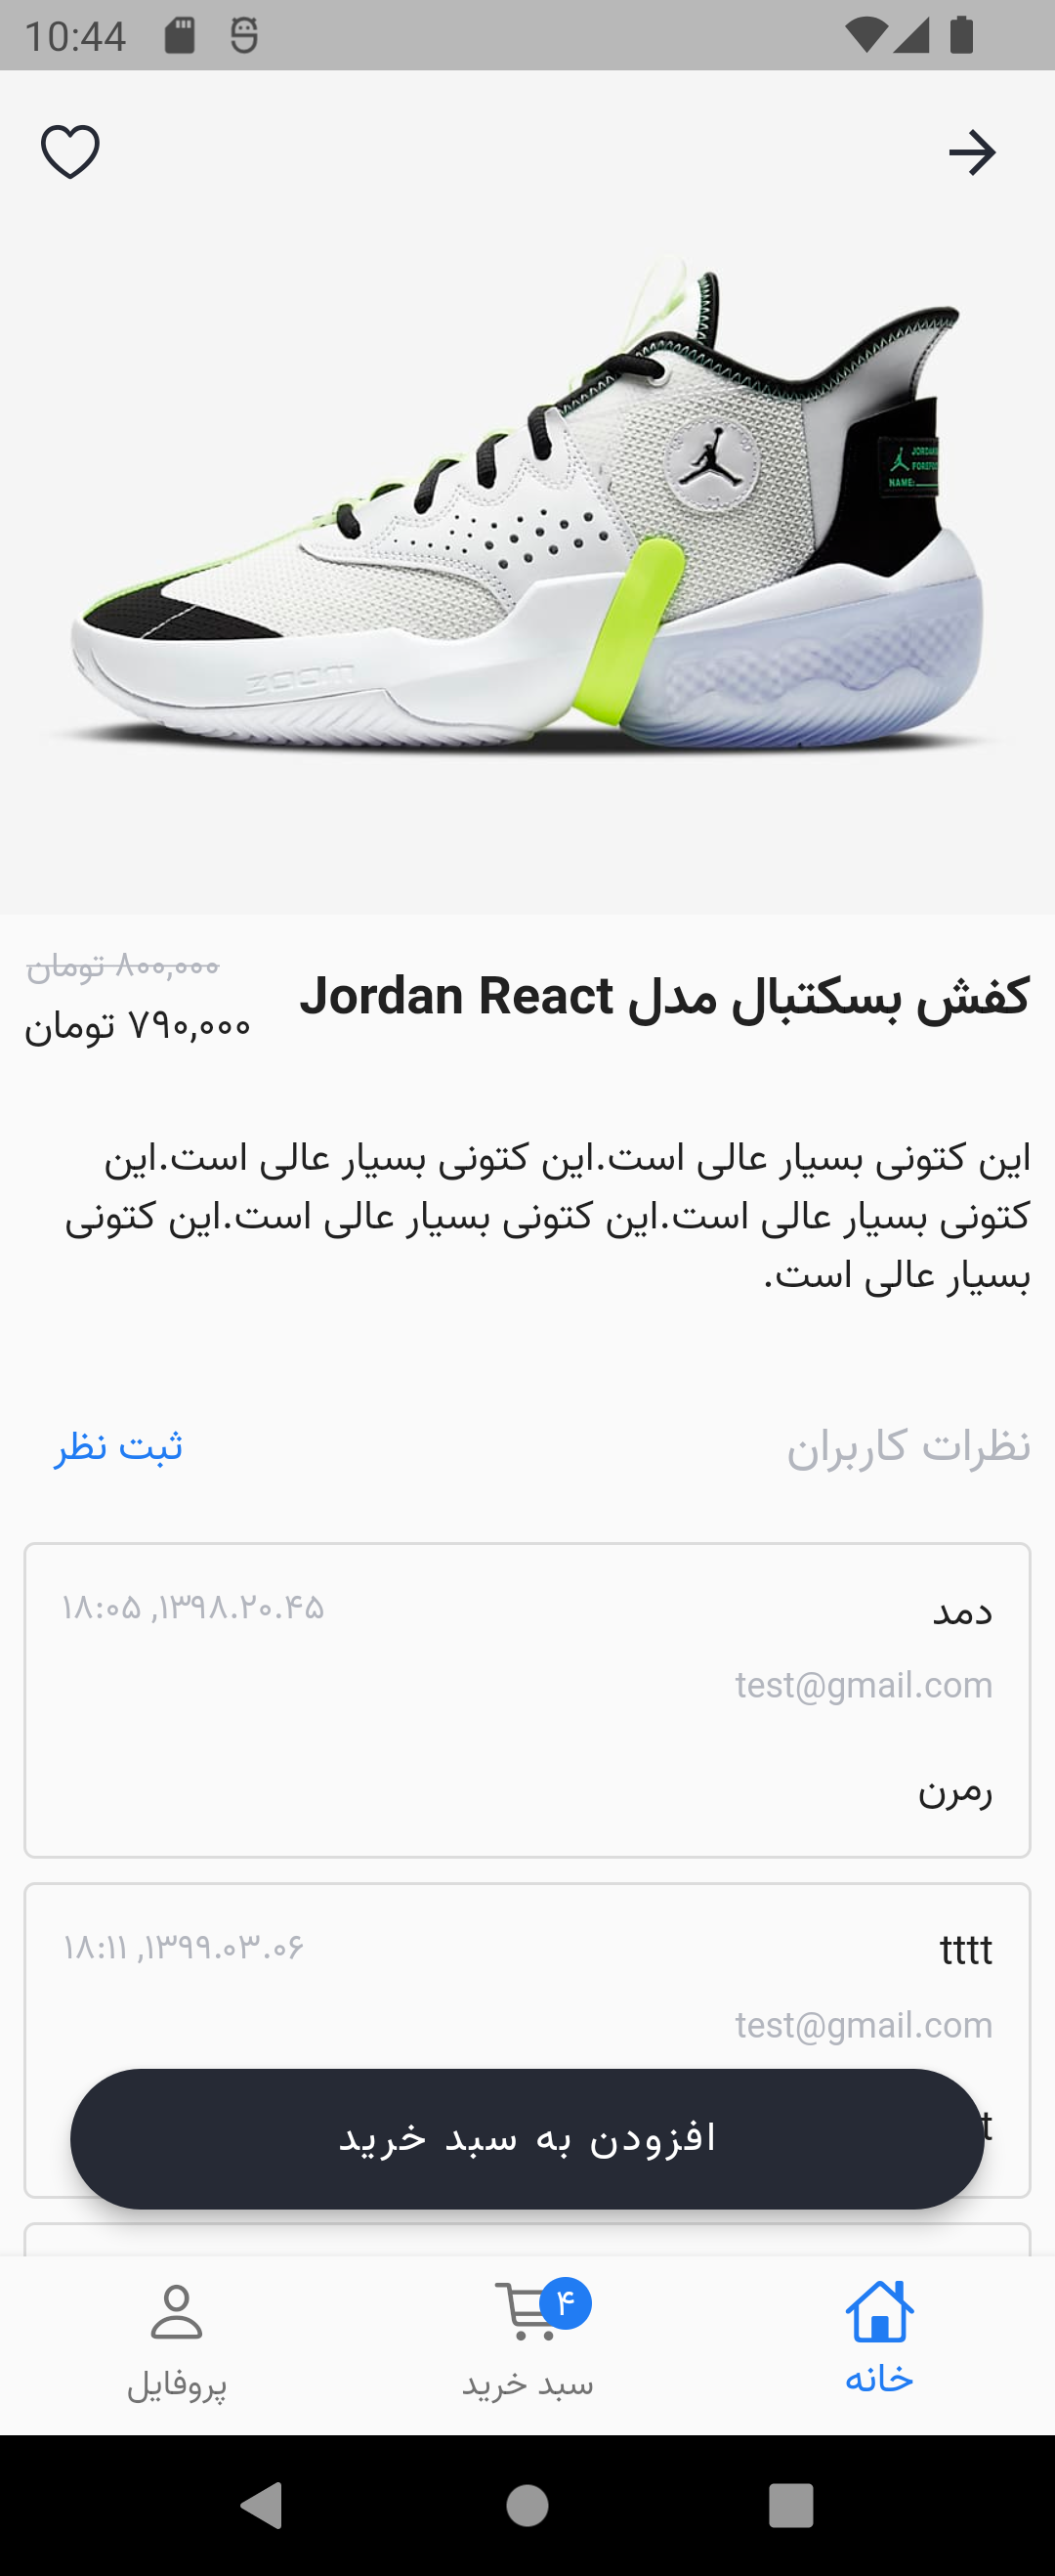 10:44
JORDAN
NAME:
ZOOM
کفش بسکتبال مدل Jordan React
۸۰۰,۰۰۰ تومان
۷۹۰,۰۰۰ تومان
این کتونی بسیار عالی است.این کتونی بسیار عالی است.این
کتونی بسیار عالی است.این کتونی بسیار عالی است.این کتونی
بسیار عالی است.
نظرات کاربران
ثبت نظر
دمد
۱۳۹۸.۲۰.۴۵, ۱۸:۰۵
test@gmail.com
رمرن
tttt
۱۳۹۹.۰۳.۰۶, ۱۸:۱۱
test@gmail.com
t
افزودن به سبد خرید
۴
خانه
سبد خرید
پروفایل